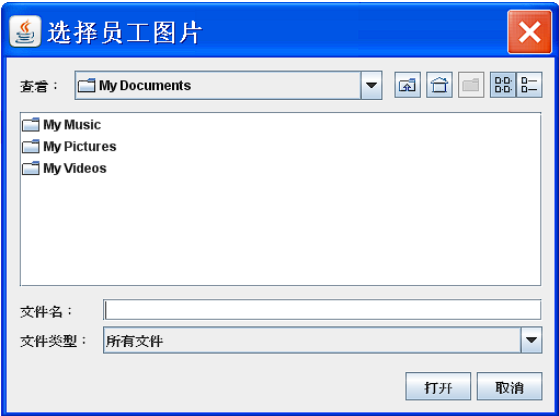 选择员工图片
查看： My Documents
My Music
My Pictures
My Videos
文件名：
文件类型： 所有文件
打开 取消